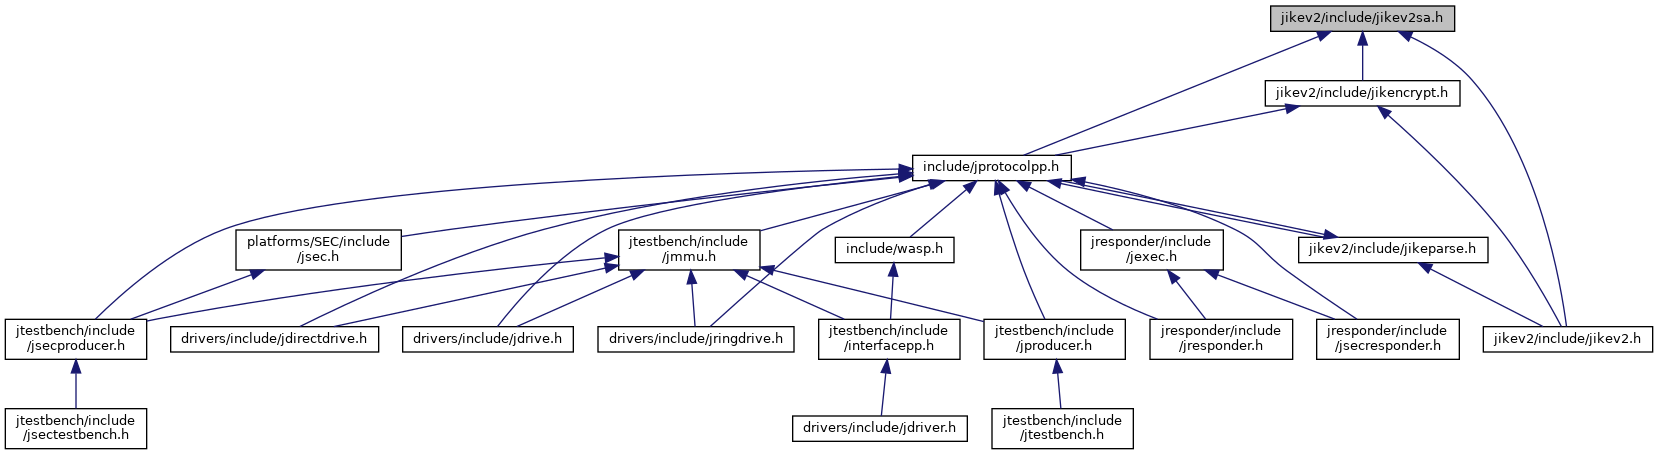 jikev2/include/jikev2sa.h
jikev2/include/jikencrypt.h
include/jprotocolpp.h
platforms/SEC/include
/jsec.h
jtestbench/include
/jmmu.h
include/wasp.h
jresponder/include
/jexec.h
jikev2/include/jikeparse.h
jtestbench/include
/jsecproducer.h
drivers/include/jdirectdrive.h
drivers/include/jdrive.h
drivers/include/jringdrive.h
jtestbench/include
/interfacepp.h
jtestbench/include
/jproducer.h
jresponder/include
/jresponder.h
jresponder/include
/jsecresponder.h
jikev2/include/jikev2.h
jtestbench/include
/jsectestbench.h
drivers/include/jdriver.h
jtestbench/include
/jtestbench.h